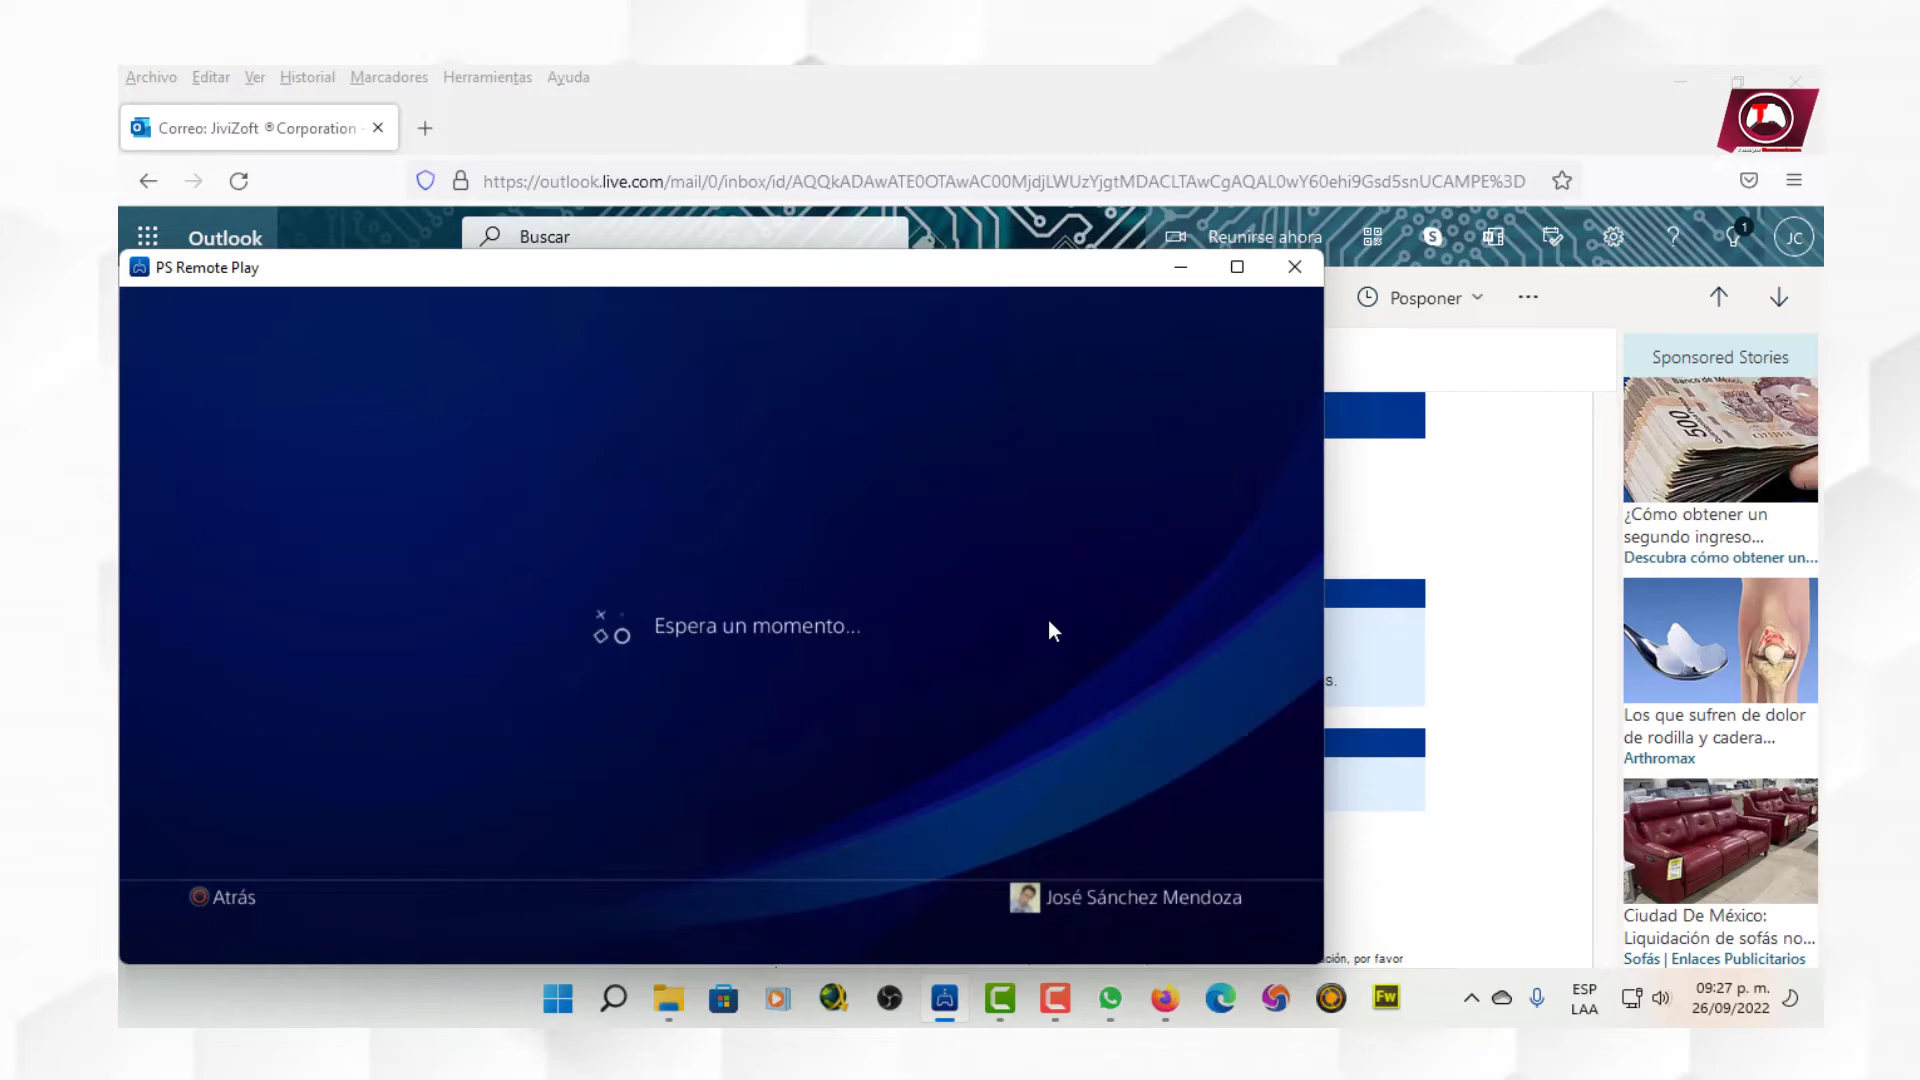 Archivo Editar Ver Historial Marcadores Herramientas Ayuda
Correo: JiviZoft ® Corporation
https://outlook.live.com/mail/0/inbox/id/AQQkADAwATE0OTAwAC00MjdjLWUzYjgtMDACLTAwCgAQAL0wY60ehi9Gsd5snUCAMPE%3D
Outlook
Buscar
Reunirse ahora
1
JC
PS Remote Play
Posponer
Sponsored Stories
¿Cómo obtener un
segundo ingreso...
Descubra cómo obtener un...
Espera un momento...
s.
Los que sufren de dolor
de rodilla y cadera...
Arthromax
Atrás
José Sánchez Mendoza
Ciudad De México:
Liquidación de sofás no...
Sofás | Enlaces Publicitarios
ción, por favor
Fw
ESP
LAA
09:27 p. m.
26/09/2022